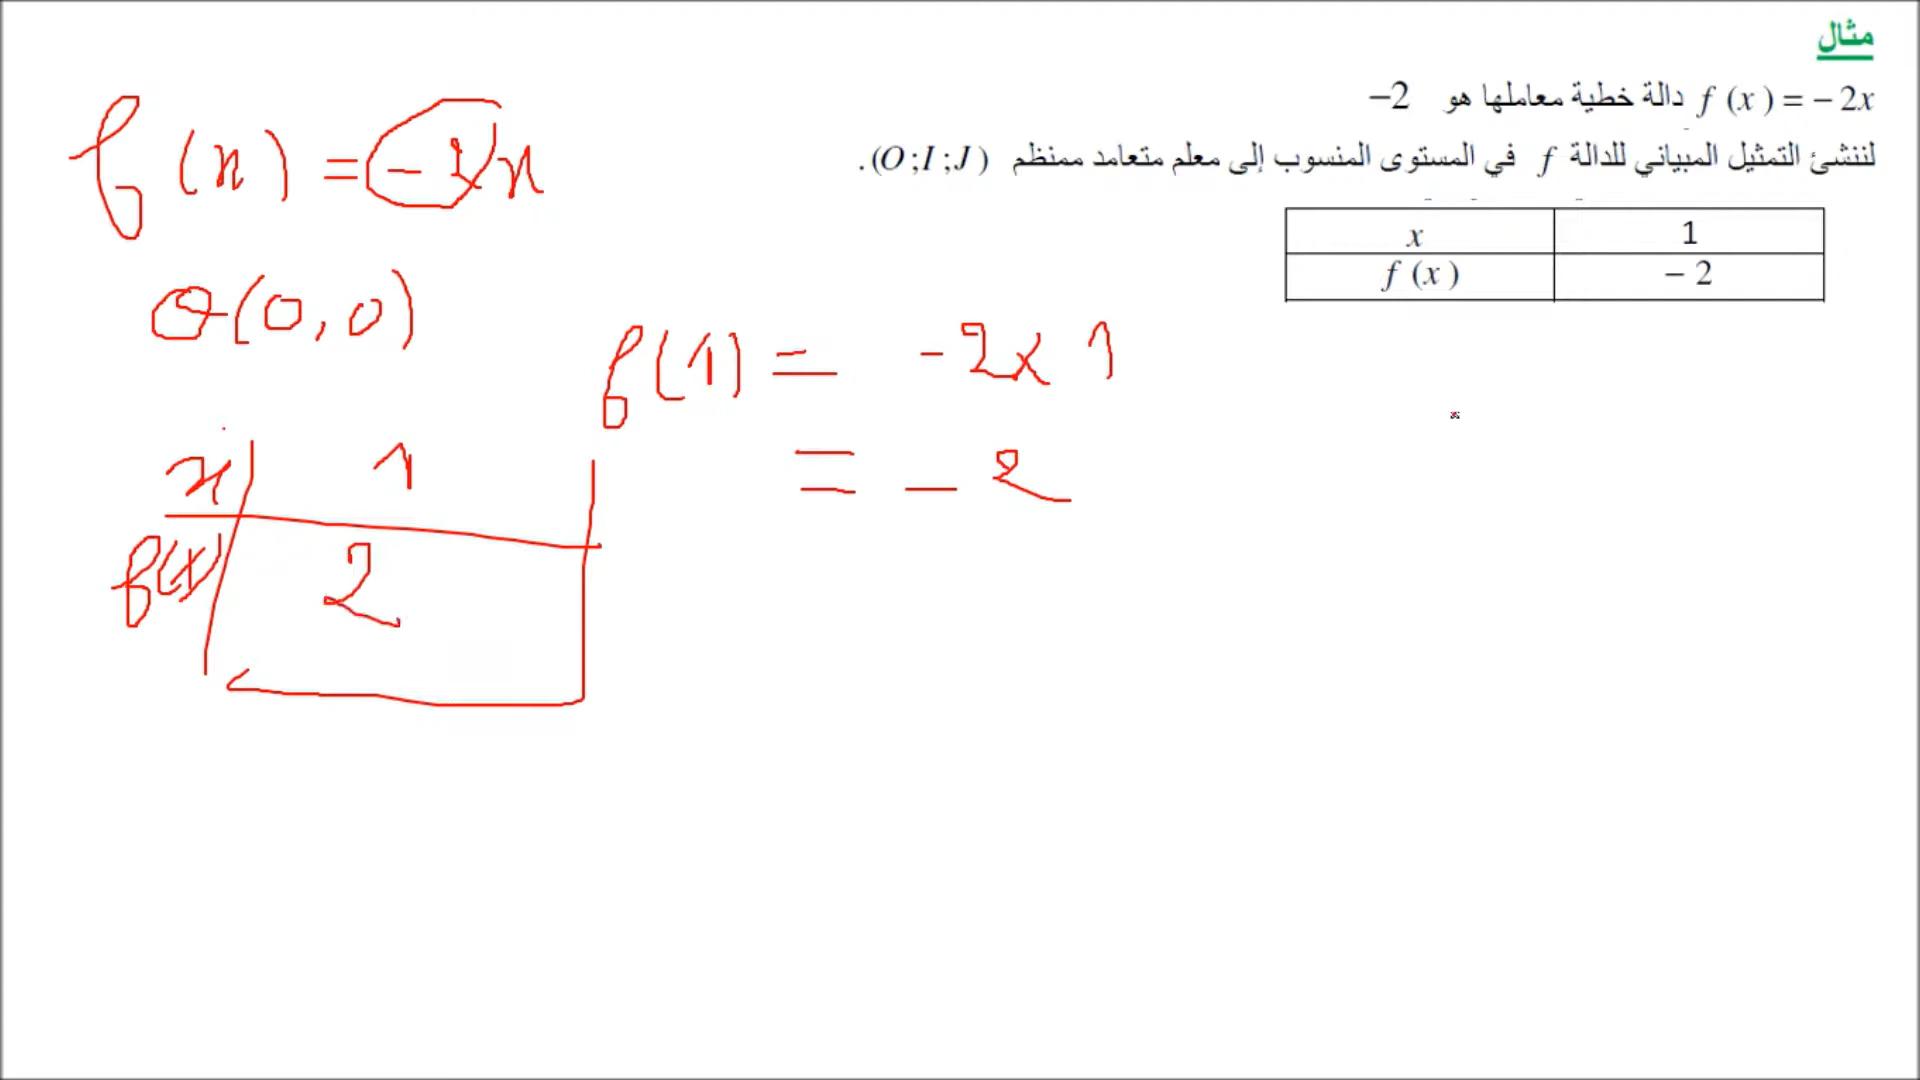 مثال
f (x) = − 2x دالة خطية معاملها هو −2
لننشئ التمثيل المبياني للدالة f في المستوى المنسوب إلى معلم متعامد ممنظم (O;I;J).
x 1
f (x) − 2
f(x) = -2x
O(0,0)
f(1) = -2x1
= -2
x 1
f(x) 2